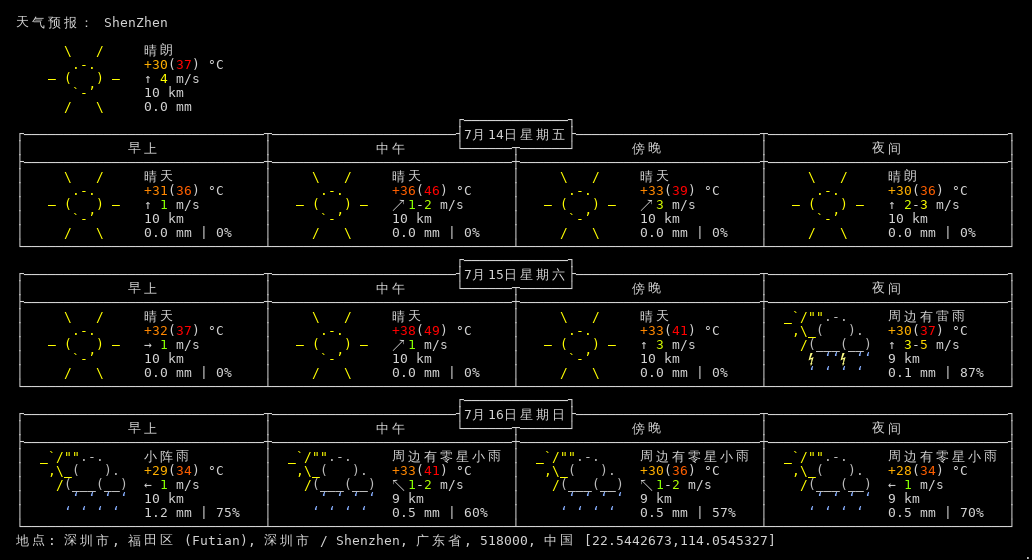 天气预报： ShenZhen
晴朗
+30(37) °C
↑ 4 m/s
10 km
0.0 mm
7月14日星期五
早上 中午 傍晚 夜间
晴天 晴天 晴天 晴朗
+31(36) °C +36(46) °C +33(39) °C +30(36) °C
↑ 1 m/s ↗1-2 m/s ↗3 m/s ↑ 2-3 m/s
10 km 10 km 10 km 10 km
0.0 mm | 0% 0.0 mm | 0% 0.0 mm | 0% 0.0 mm | 0%
7月15日星期六
早上 中午 傍晚 夜间
晴天 晴天 晴天 周边有雷雨
+32(37) °C +38(49) °C +33(41) °C +30(37) °C
→ 1 m/s ↗1 m/s ↑ 3 m/s ↑ 3-5 m/s
10 km 10 km 10 km 9 km
0.0 mm | 0% 0.0 mm | 0% 0.0 mm | 0% 0.1 mm | 87%
7月16日星期日
早上 中午 傍晚 夜间
小阵雨 周边有零星小雨 周边有零星小雨 周边有零星小雨
+29(34) °C +33(41) °C +30(36) °C +28(34) °C
← 1 m/s ↖1-2 m/s ↖1-2 m/s ← 1 m/s
10 km 9 km 9 km 9 km
1.2 mm | 75% 0.5 mm | 60% 0.5 mm | 57% 0.5 mm | 70%
地点: 深圳市, 福田区 (Futian), 深圳市 / Shenzhen, 广东省, 518000, 中国 [22.5442673,114.0545327]